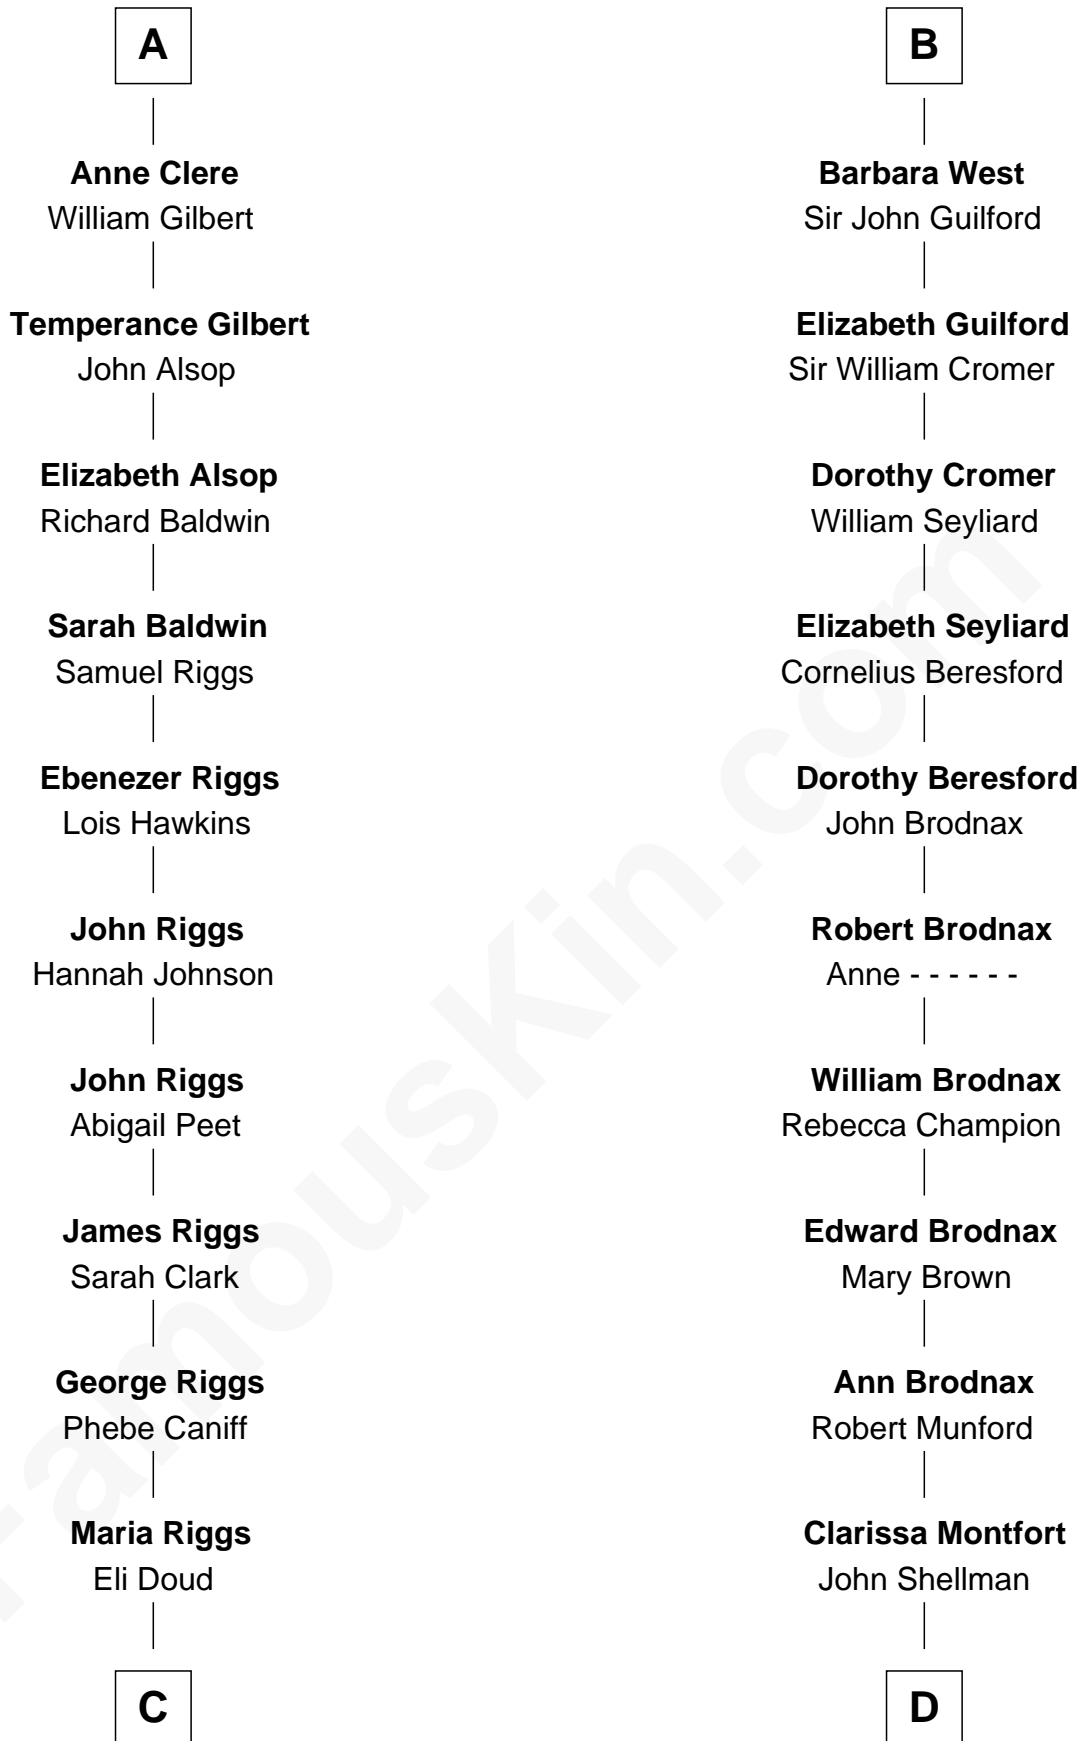 A
Anne Clere
William Gilbert
Temperance Gilbert
John Alsop
Elizabeth Alsop
Richard Baldwin
Sarah Baldwin
Samuel Riggs
Ebenezer Riggs
Lois Hawkins
John Riggs
Hannah Johnson
John Riggs
Abigail Peet
James Riggs
Sarah Clark
George Riggs
Phebe Caniff
Maria Riggs
Eli Doud
C
B
Barbara West
Sir John Guilford
Elizabeth Guilford
Sir William Cromer
Dorothy Cromer
William Seyliard
Elizabeth Seyliard
Cornelius Beresford
Dorothy Beresford
John Brodnax
Robert Brodnax
Anne - - - - - -
William Brodnax
Rebecca Champion
Edward Brodnax
Mary Brown
Ann Brodnax
Robert Munford
Clarissa Montfort
John Shellman
D
FamousKin.com